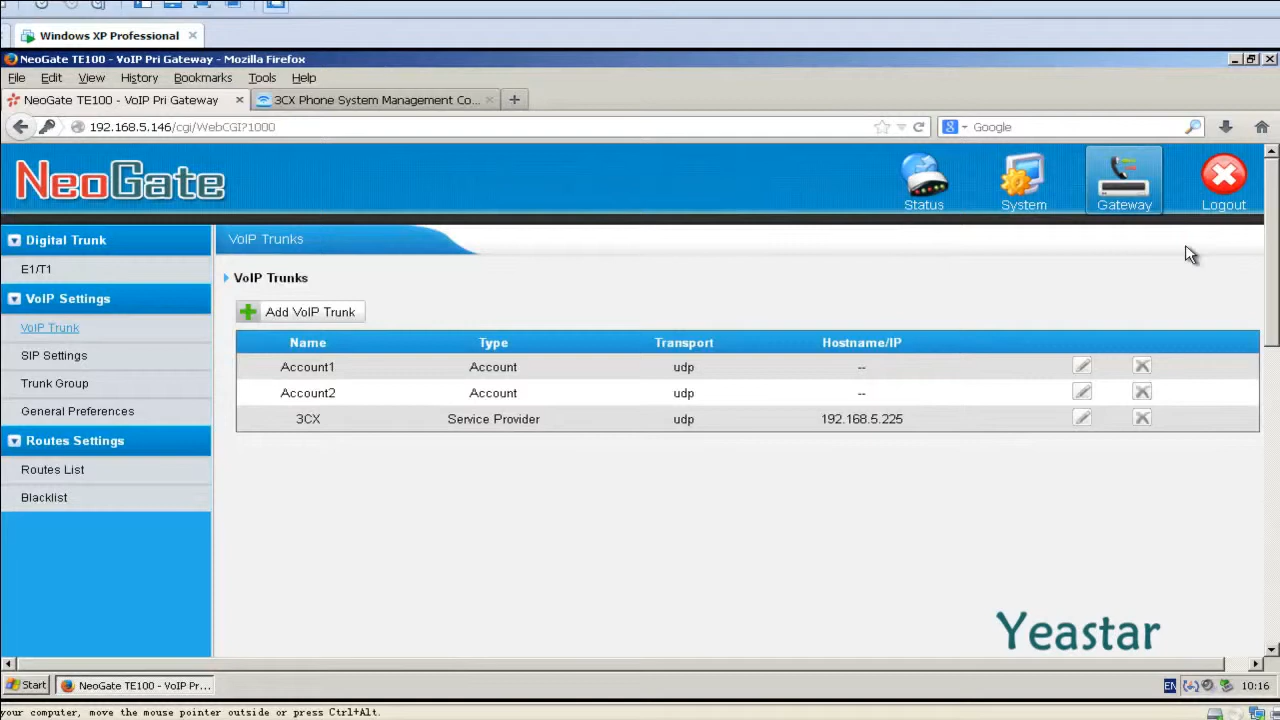 Windows XP Professional
NeoGate TE100 - VoIP Pri Gateway - Mozilla Firefox
File Edit View History Bookmarks Tools Help
NeoGate TE100 - VoIP Pri Gateway
3CX Phone System Management Co...
192.168.5.146/cgi/WebCGI?1000
Google
NeoGate
Status
System
Gateway
Logout
Digital Trunk
E1/T1
VoIP Settings
VoIP Trunk
SIP Settings
Trunk Group
General Preferences
Routes Settings
Routes List
Blacklist
VoIP Trunks
VoIP Trunks
Add VoIP Trunk
Name Type Transport Hostname/IP
Account1 Account udp --
Account2 Account udp --
3CX Service Provider udp 192.168.5.225
Yeastar
Start
NeoGate TE100 - VoIP Pr...
EN
10:16
your computer, move the mouse pointer outside or press Ctrl+Alt.